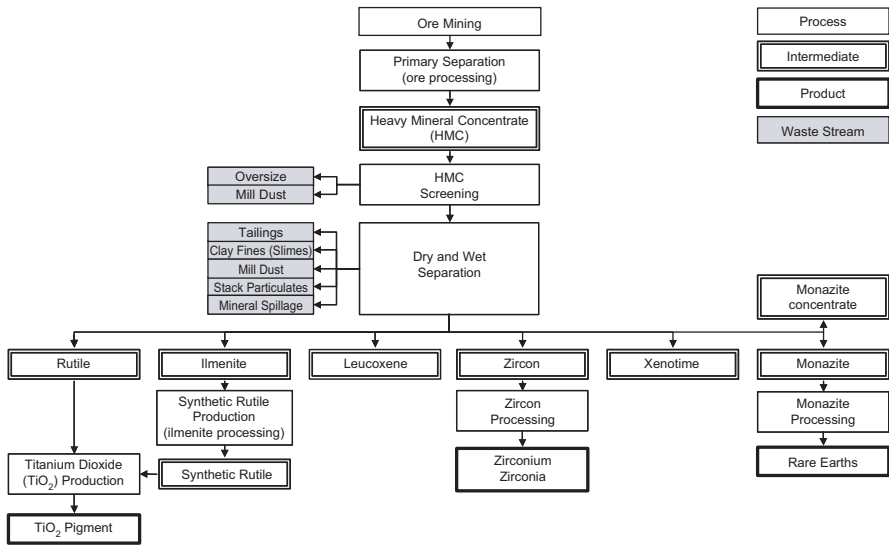 Ore Mining
Process
Primary Separation
(ore processing)
Intermediate
Product
Heavy Mineral Concentrate
(HMC)
Waste Stream
Oversize
Mill Dust
HMC
Screening
Tailings
Clay Fines (Slimes)
Mill Dust
Stack Particulates
Mineral Spillage
Dry and Wet
Separation
Monazite
concentrate
Rutile
Ilmenite
Leucoxene
Zircon
Xenotime
Monazite
Synthetic Rutile
Production
(ilmenite processing)
Zircon
Processing
Monazite
Processing
Titanium Dioxide
(TiO₂) Production
Synthetic Rutile
Zirconium
Zirconia
Rare Earths
TiO₂ Pigment